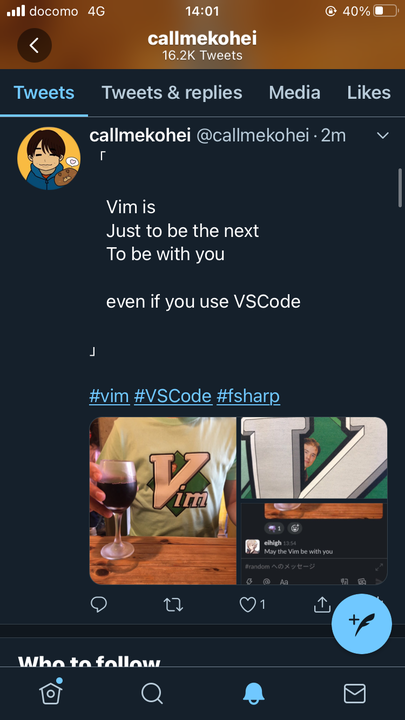 docomo 4G 14:01 40%
callmekohei
16.2K Tweets
Tweets Tweets & replies Media Likes
callmekohei @callmekohei · 2m
「
Vim is
Just to be the next
To be with you
even if you use VSCode
」
#vim #VSCode #fsharp
Vim
V
1
eihigh 13:54
May the Vim be with you
#random へのメッセージ
@ Aa
1
Who to follow